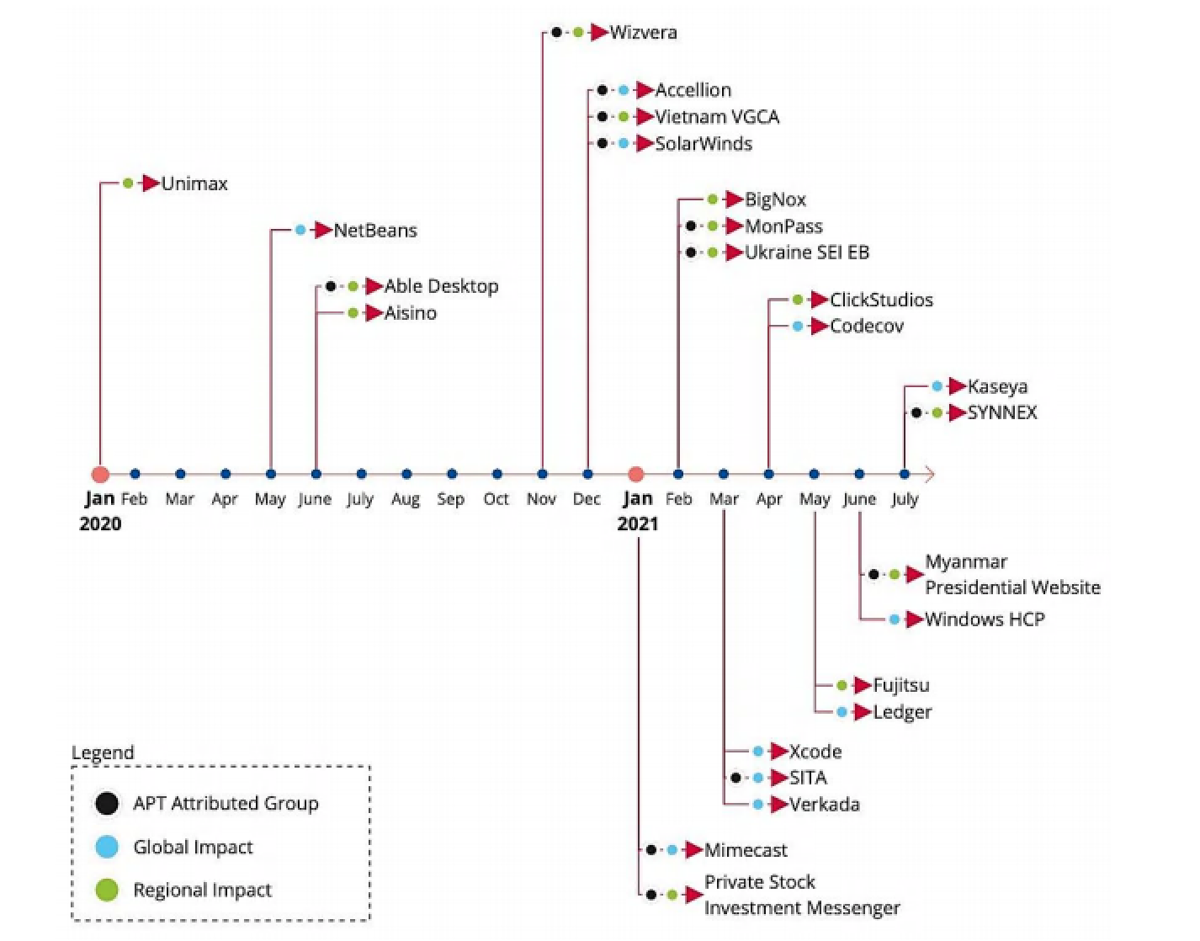 Wizvera
Accellion
Vietnam VGCA
SolarWinds
Unimax
BigNox
NetBeans
MonPass
Ukraine SEI EB
Able Desktop
Aisino
ClickStudios
Codecov
Kaseya
SYNNEX
Jan Feb Mar Apr May June July Aug Sep Oct Nov Dec Jan Feb Mar Apr May June July
2020 2021
Myanmar
Presidential Website
Windows HCP
Fujitsu
Ledger
Xcode
SITA
Verkada
Mimecast
Private Stock
Investment Messenger
Legend
APT Attributed Group
Global Impact
Regional Impact